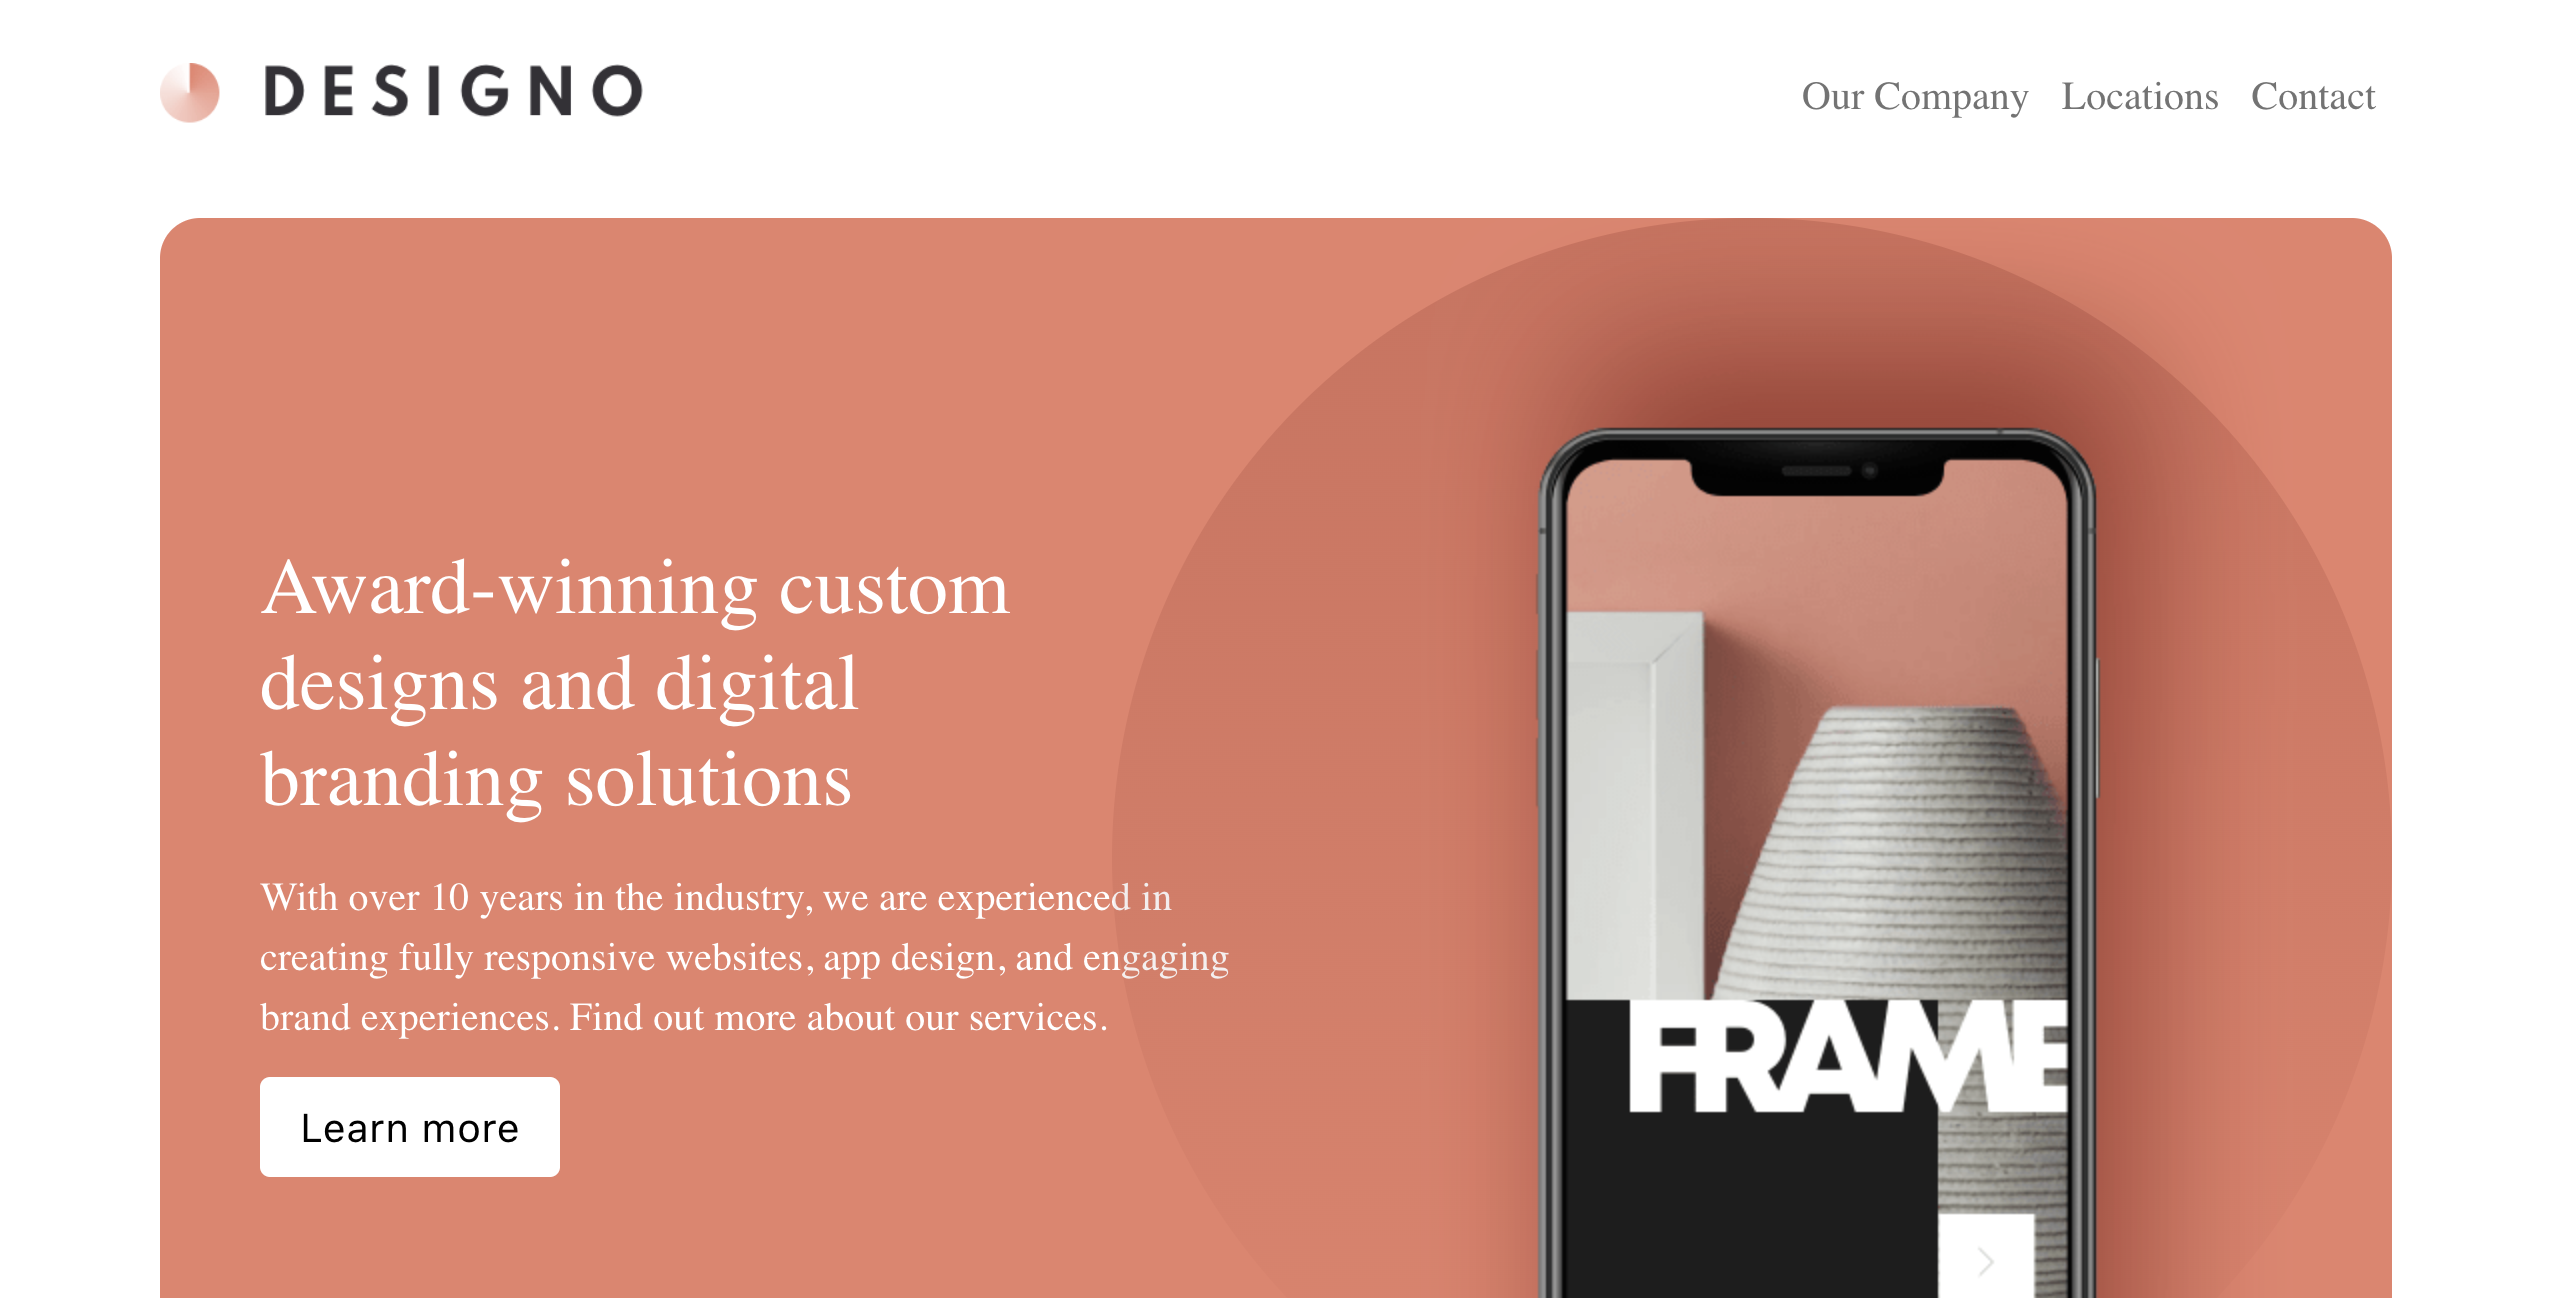 DESIGNO
Our Company Locations Contact
Award-winning custom
designs and digital
branding solutions
With over 10 years in the industry, we are experienced in
creating fully responsive websites, app design, and engaging
brand experiences. Find out more about our services.
Learn more
FRAME